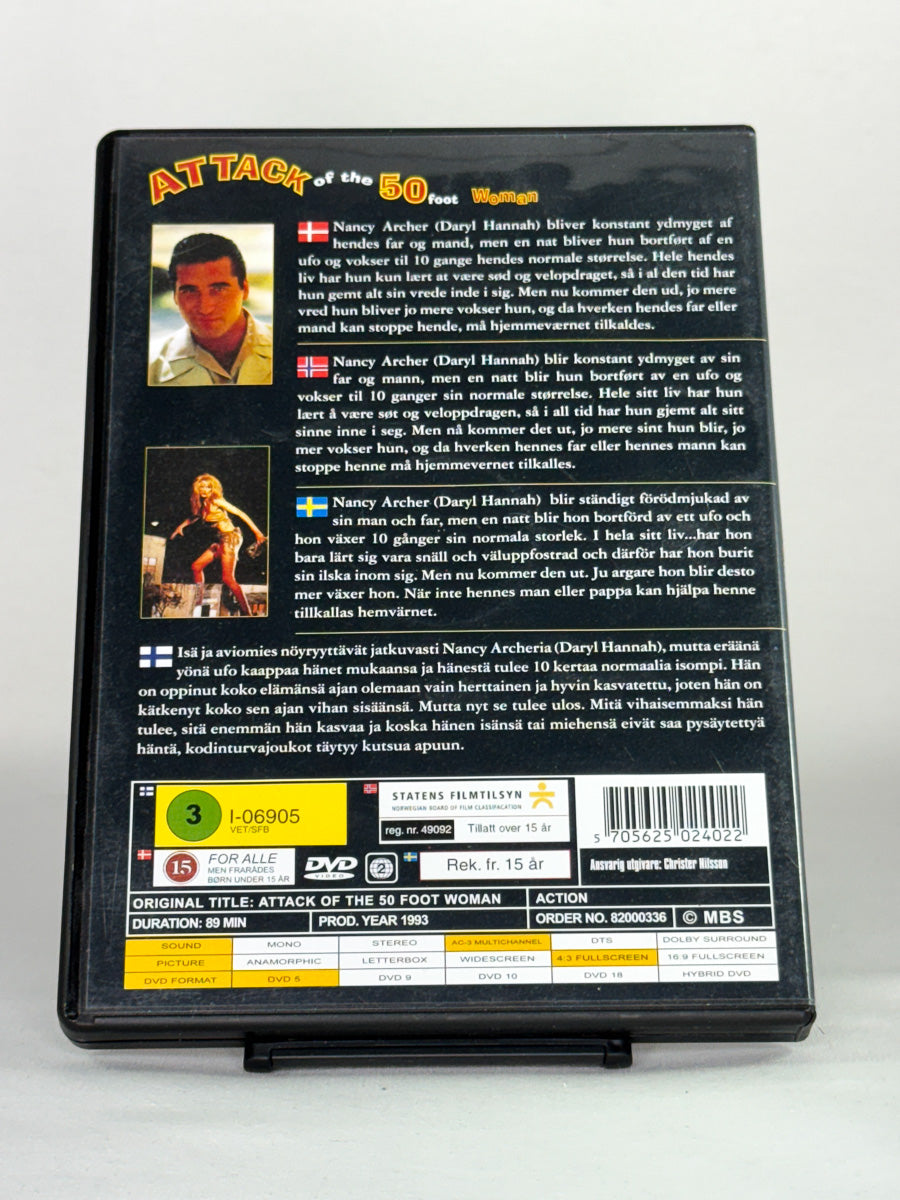 ATTACK of the 50 foot Woman
Nancy Archer (Daryl Hannah) bliver konstant ydmyget af
hendes far og mand, men en nat bliver hun bortført af en
ufo og vokser til 10 gange hendes normale størrelse. Hele hendes
liv har hun kun lært at være sød og velopdraget, så i al den tid har
hun gemt alt sin vrede inde i sig. Men nu kommer den ud, jo mere
vred hun bliver jo mere vokser hun, og da hverken hendes far eller
mand kan stoppe hende, må hjemmeværnet tilkaldes.
Nancy Archer (Daryl Hannah) blir konstant ydmyget av sin
far og mann, men en natt blir hun bortført av en ufo og
vokser til 10 ganger sin normale størrelse. Hele sitt liv har hun
lært å være søt og veloppdragen, så i all tid har hun gjemt alt sitt
sinne inne i seg. Men nå kommer det ut, jo mere sint hun blir, jo
mer vokser hun, og da hverken hennes far eller hennes mann kan
stoppe henne må hjemmevernet tilkalles.
Nancy Archer (Daryl Hannah) blir ständigt förödmjukad av
sin man och far, men en natt blir hon bortförd av ett ufo och
hon växer 10 gånger sin normala storlek. I hela sitt liv...har hon
bara lärt sig vara snäll och väluppfostrad och därför har hon burit
sin ilska inom sig. Men nu kommer den ut. Ju argare hon blir desto
mer växer hon. När inte hennes man eller pappa kan hjälpa henne
tillkallas hemvärnet.
Isä ja aviomies nöyryyttävät jatkuvasti Nancy Archeria (Daryl Hannah), mutta eräänä
yönä ufo kaappaa hänet mukaansa ja hänestä tulee 10 kertaa normaalia isompi. Hän
on oppinut koko elämänsä ajan olemaan vain herttainen ja hyvin kasvatettu, joten hän on
kätkenyt koko sen ajan vihan sisäänsä. Mutta nyt se tulee ulos. Mitä vihaisemmaksi hän
tulee, sitä enemmän hän kasvaa ja koska hänen isänsä tai miehensä eivät saa pysäytettyä
häntä, kodinturvajoukot täytyy kutsua apuun.
3 I-06905
VET/SFB
STATENS FILMTILSYN
NORWEGIAN BOARD OF FILM CLASSIFICATION
reg. nr. 49092 Tillatt over 15 år
5 705625 024022
15 FOR ALLE
MEN FRARÅDES
BØRN UNDER 15 ÅR
DVD VIDEO
2
Rek. fr. 15 år
Ansvarig utgivare: Christer Nilsson
ORIGINAL TITLE: ATTACK OF THE 50 FOOT WOMAN ACTION
DURATION: 89 MIN PROD. YEAR 1993 ORDER NO. 82000336 © MBS
SOUND MONO STEREO AC-3 MULTICHANNEL DTS DOLBY SURROUND
PICTURE ANAMORPHIC LETTERBOX WIDESCREEN 4:3 FULLSCREEN 16:9 FULLSCREEN
DVD FORMAT DVD 5 DVD 9 DVD 10 DVD 18 HYBRID DVD